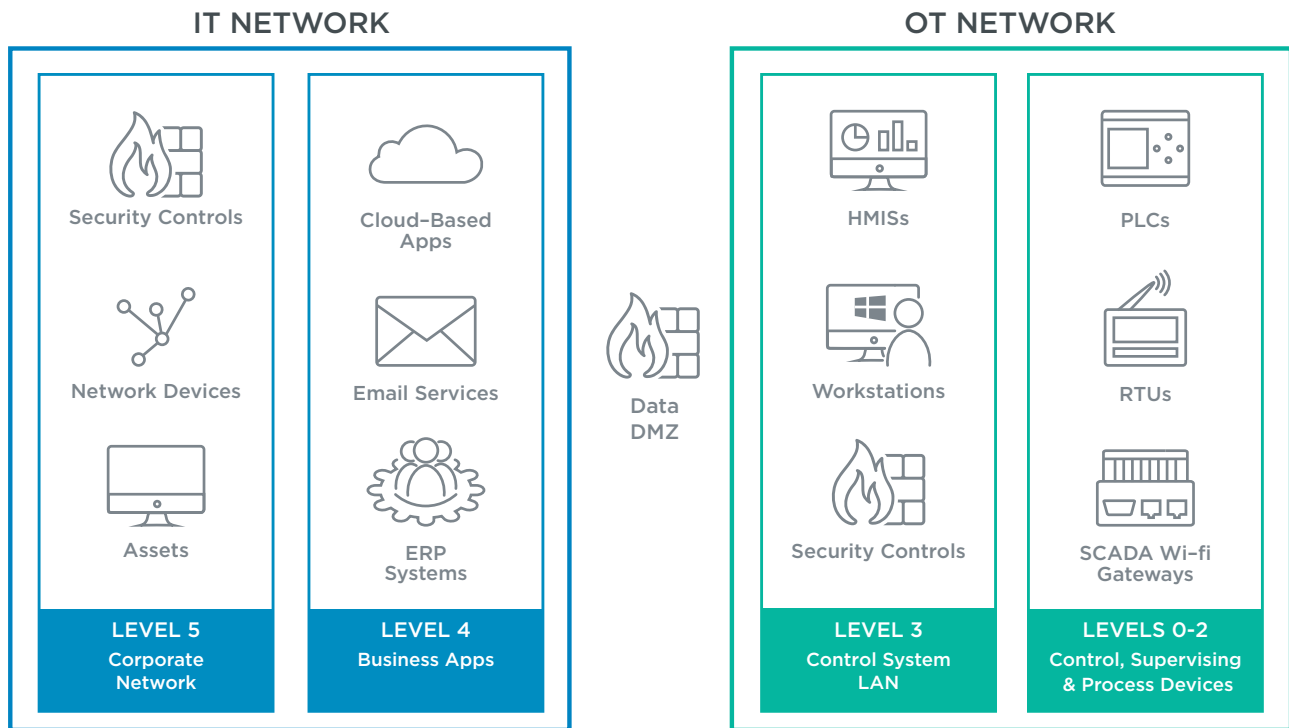 IT NETWORK
Security Controls
Network Devices
Assets
LEVEL 5
Corporate
Network
Cloud–Based
Apps
Email Services
ERP
Systems
LEVEL 4
Business Apps
Data
DMZ
OT NETWORK
HMISs
Workstations
Security Controls
LEVEL 3
Control System
LAN
PLCs
RTUs
SCADA Wi–fi
Gateways
LEVELS 0-2
Control, Supervising
& Process Devices